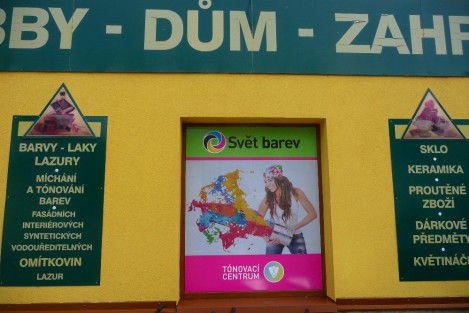 BBY - DŮM - ZAHR
BARVY - LAKY
LAZURY
MÍCHÁNÍ
A TÓNOVÁNÍ
BAREV
FASÁDNÍCH
INTERIÉROVÝCH
SYNTETICKÝCH
VODOUŘEDITELNÝCH
OMÍTKOVIN
LAZUR
Svět barev
TÓNOVACÍ
CENTRUM
SKLO
KERAMIKA
PROUTĚNÉ
ZBOŽÍ
DÁRKOVÉ
PŘEDMĚTY
KVĚTINÁČ